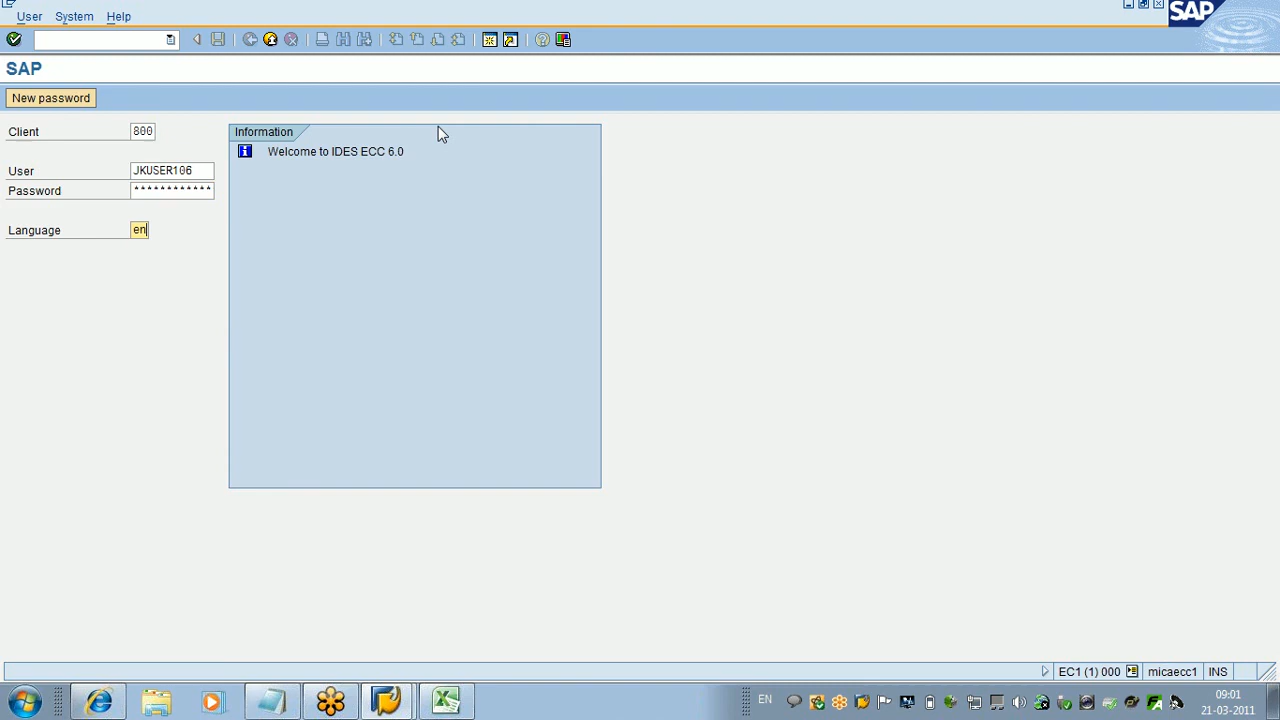 User System Help
SAP
SAP
New password
Client 800
Information
Welcome to IDES ECC 6.0
User JKUSER106
Password ************
Language en
EC1 (1) 000 micaecc1 INS
EN
09:01
21-03-2011